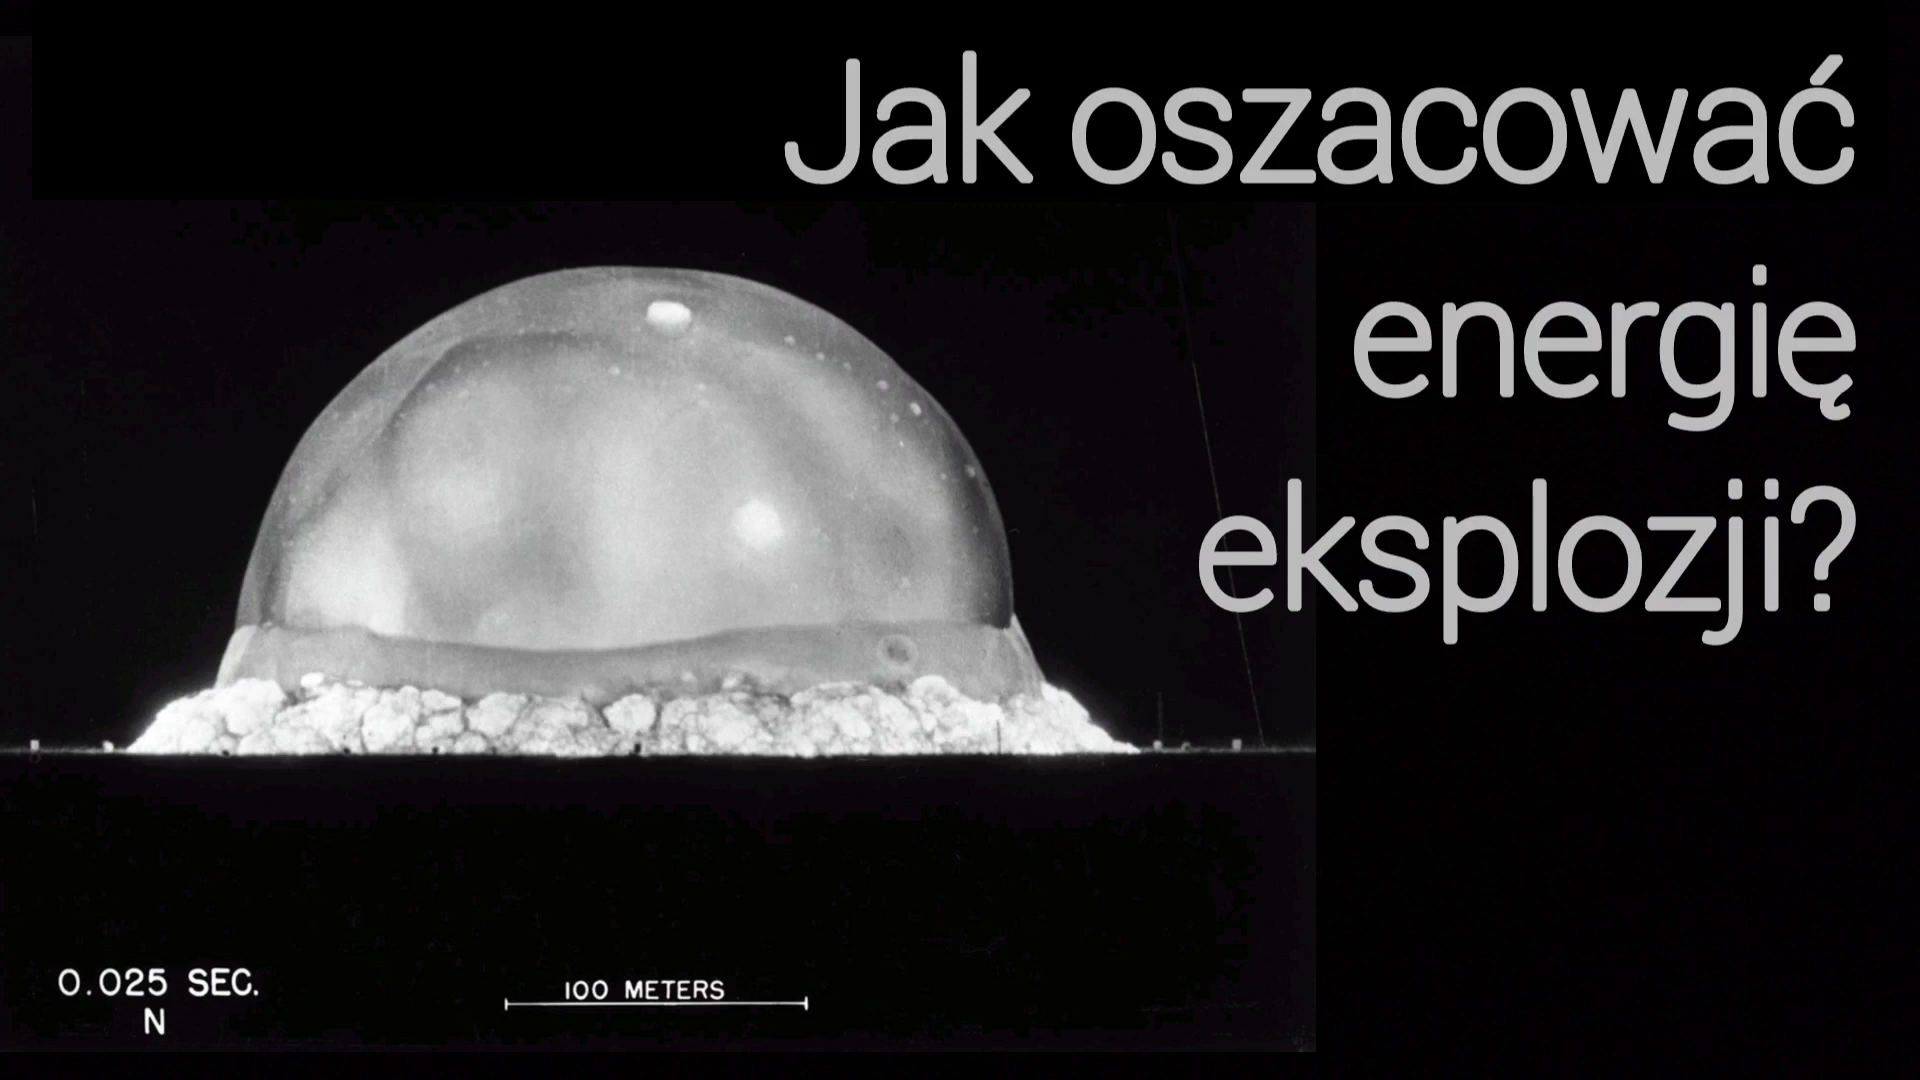 Jak oszacować
energię
eksplozji?
0.025 SEC.
N
100 METERS